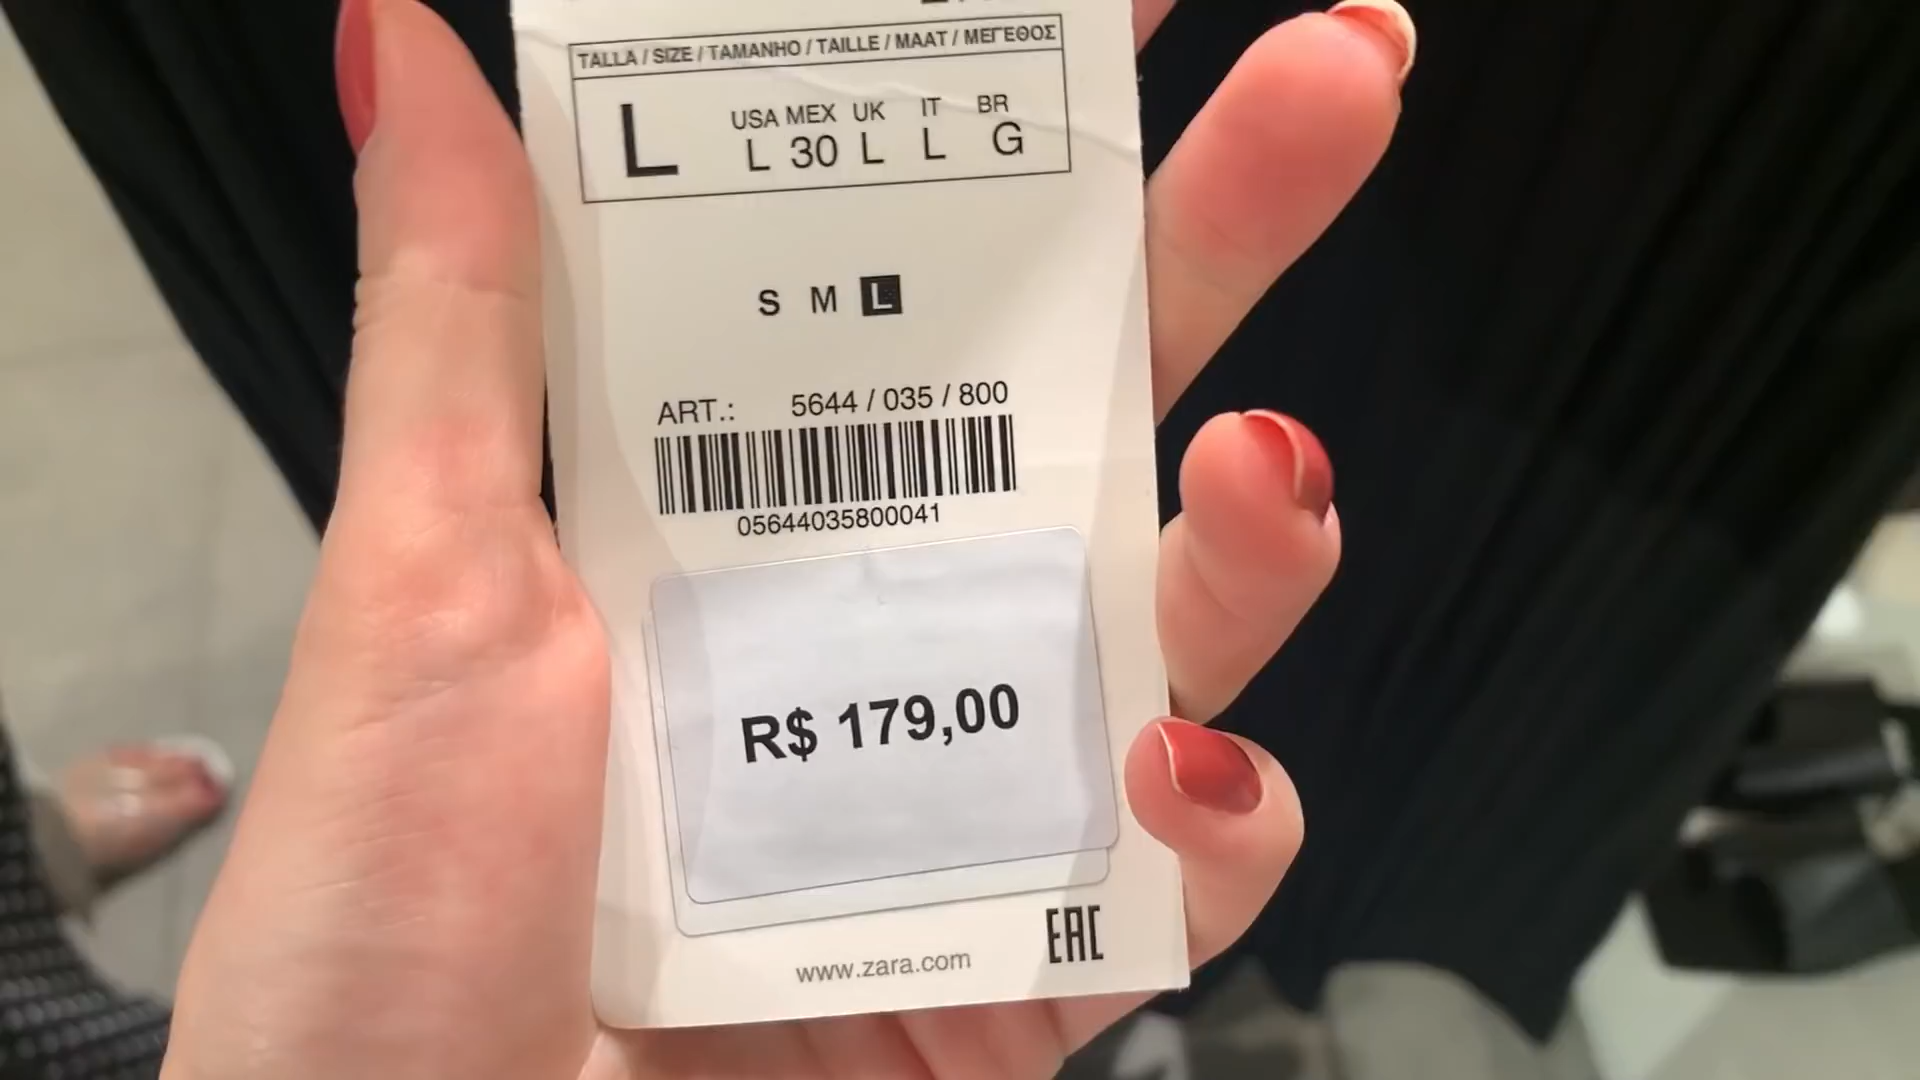 TALLA / SIZE / TAMANHO / TAILLE / MAAT / ΜΕΓΕΘΟΣ
USA MEX UK IT BR
L L 30 L L G
S M L
ART.: 5644 / 035 / 800
05644035800041
R$ 179,00
EAC
www.zara.com